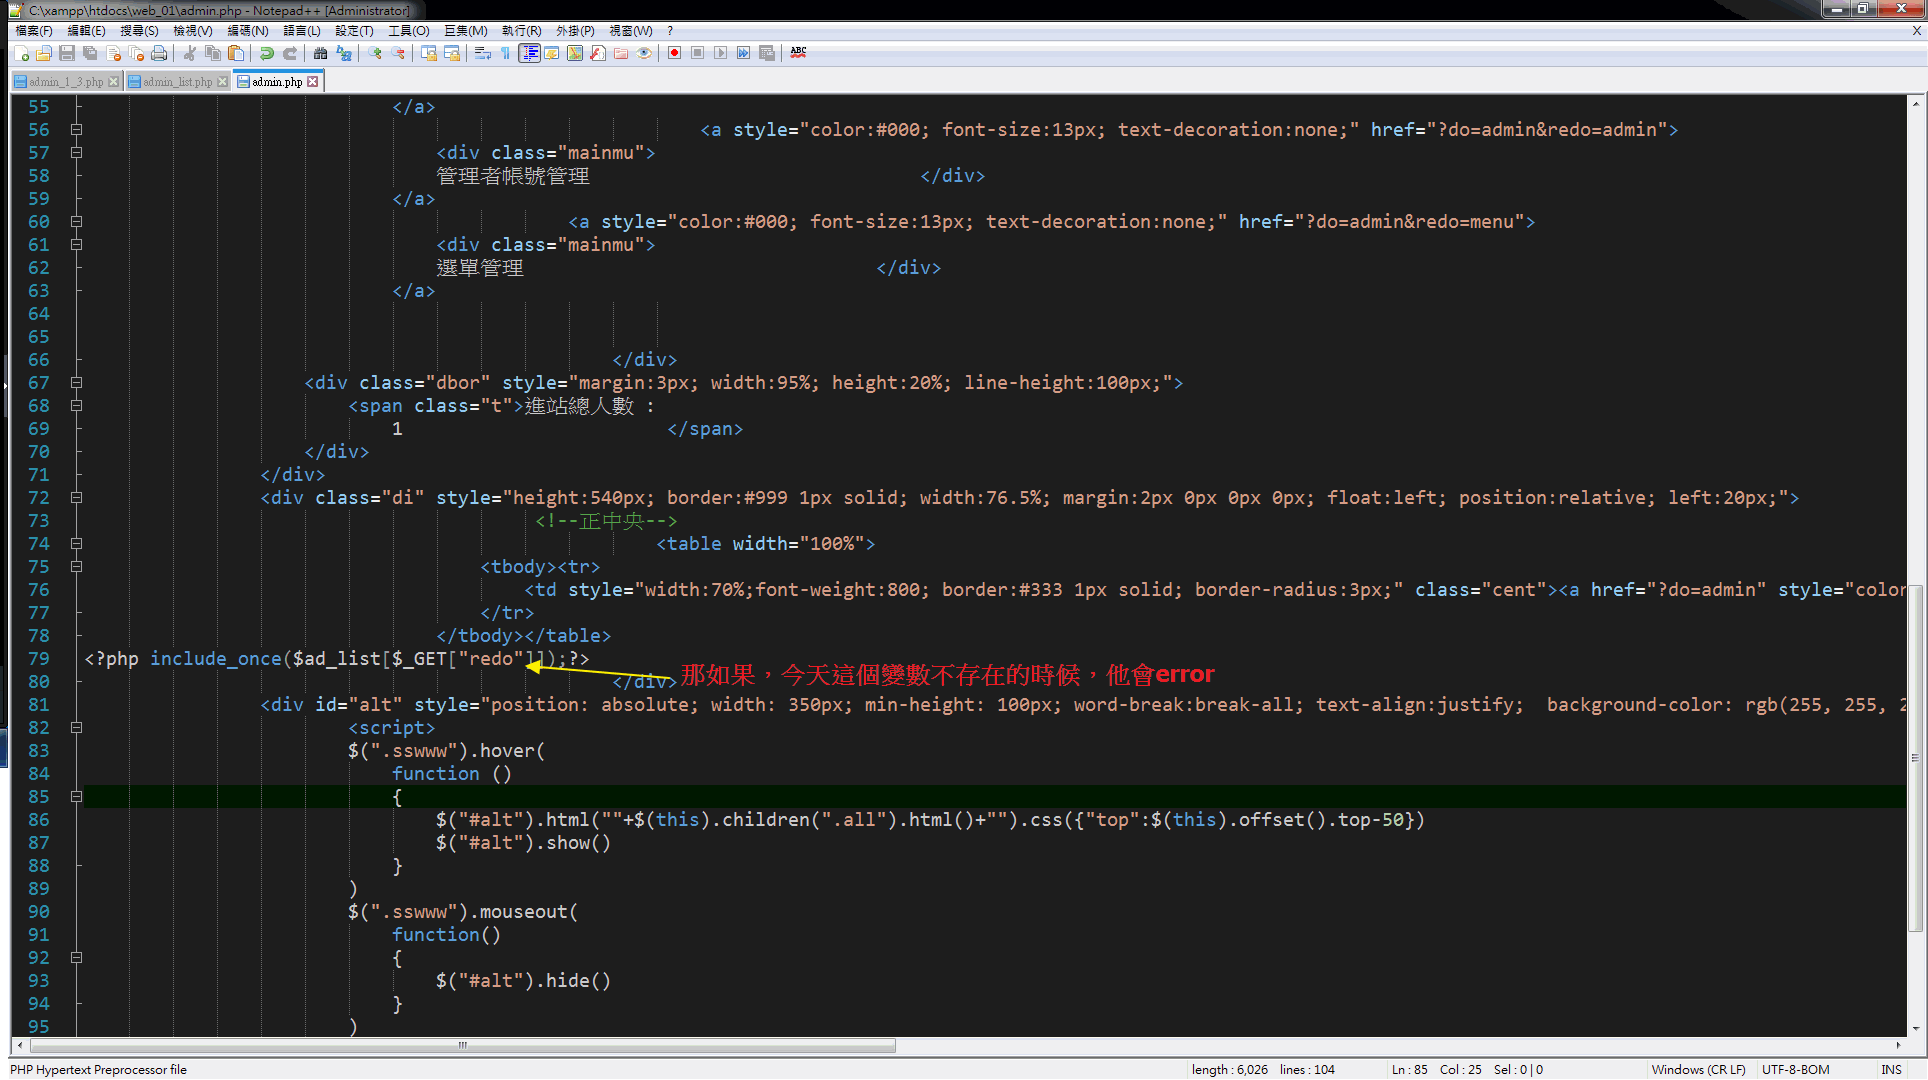 C:\xampp\htdocs\web_01\admin.php - Notepad++ [Administrator]
檔案(F) 編輯(E) 搜尋(S) 檢視(V) 編碼(N) 語言(L) 設定(T) 工具(O) 巨集(M) 執行(R) 外掛(P) 視窗(W) ? X
ABC
admin_1_3.php admin_list.php admin.php
55 </a>
56 <a style="color:#000; font-size:13px; text-decoration:none;" href="?do=admin&redo=admin">
57 <div class="mainmu">
58 管理者帳號管理 </div>
59 </a>
60 <a style="color:#000; font-size:13px; text-decoration:none;" href="?do=admin&redo=menu">
61 <div class="mainmu">
62 選單管理 </div>
63 </a>
64
65
66 </div>
67 <div class="dbor" style="margin:3px; width:95%; height:20%; line-height:100px;">
68 <span class="t">進站總人數 :
69 1 </span>
70 </div>
71 </div>
72 <div class="di" style="height:540px; border:#999 1px solid; width:76.5%; margin:2px 0px 0px 0px; float:left; position:relative; left:20px;">
73 <!--正中央-->
74 <table width="100%">
75 <tbody><tr>
76 <td style="width:70%;font-weight:800; border:#333 1px solid; border-radius:3px;" class="cent"><a href="?do=admin" style="color
77 </tr>
78 </tbody></table>
79 <?php include_once($ad_list[$_GET["redo"]]);?>
那如果，今天這個變數不存在的時候，他會error
80 </div>
81 <div id="alt" style="position: absolute; width: 350px; min-height: 100px; word-break:break-all; text-align:justify;  background-color: rgb(255, 255, 2
82 <script>
83 $(".sswww").hover(
84 function ()
85 {
86 $("#alt").html(""+$(this).children(".all").html()+"").css({"top":$(this).offset().top-50})
87 $("#alt").show()
88 }
89 )
90 $(".sswww").mouseout(
91 function()
92 {
93 $("#alt").hide()
94 }
95 )
PHP Hypertext Preprocessor file length : 6,026 lines : 104 Ln : 85 Col : 25 Sel : 0 | 0 Windows (CR LF) UTF-8-BOM INS